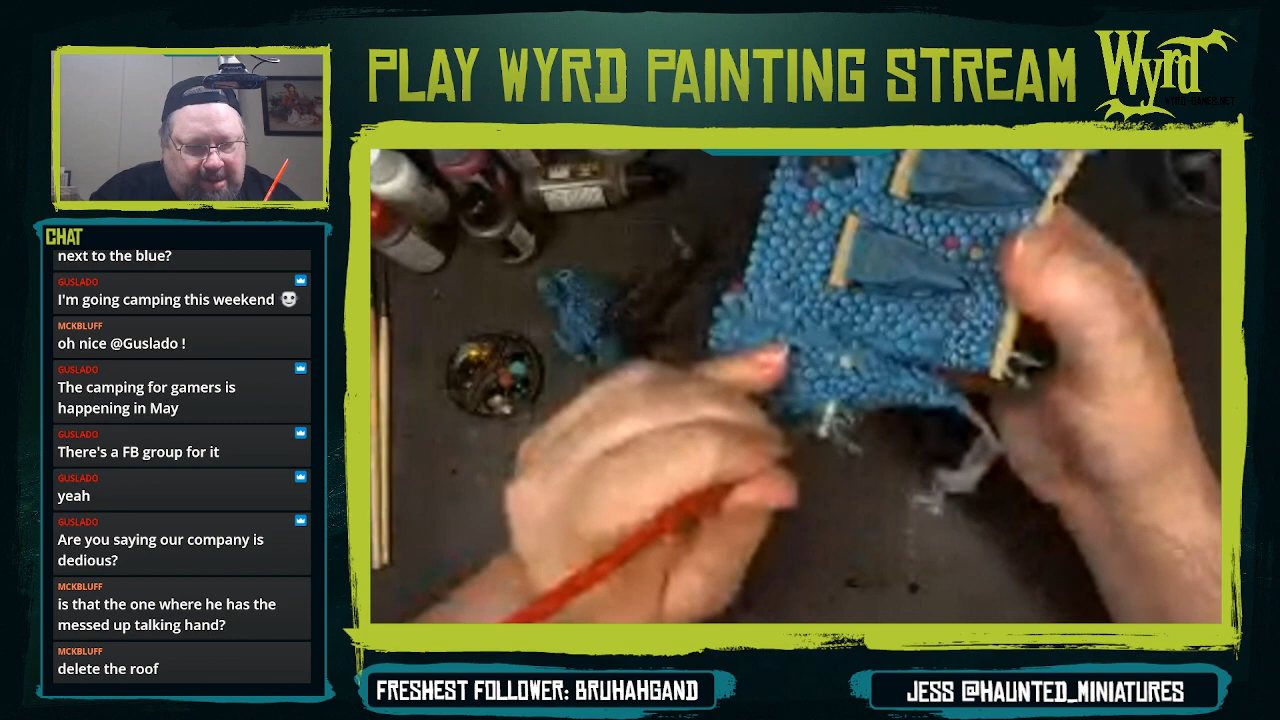 PLAY WYRD PAINTING STREAM
Wyrd
WYRD-GAMES.NET
CHAT
next to the blue?
GUSLADO
I'm going camping this weekend
MCKBLUFF
oh nice @Guslado !
GUSLADO
The camping for gamers is
happening in May
GUSLADO
There's a FB group for it
GUSLADO
yeah
GUSLADO
Are you saying our company is
dedious?
MCKBLUFF
is that the one where he has the
messed up talking hand?
MCKBLUFF
delete the roof
FRESHEST FOLLOWER: BRUHAHGAND
JESS @HAUNTED_MINIATURES